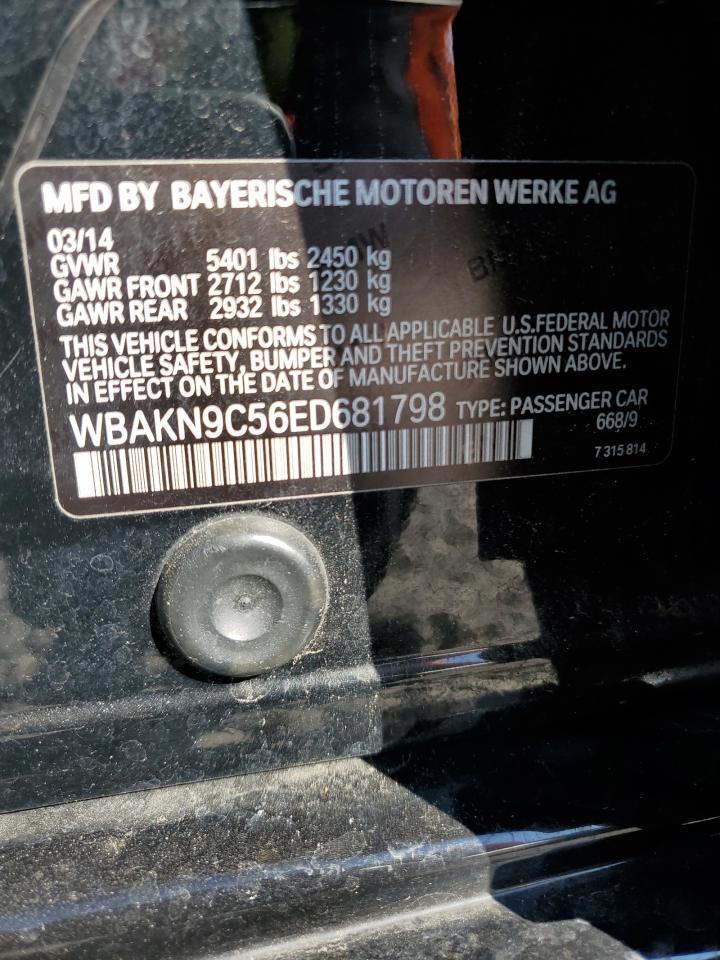 MFD BY BAYERISCHE MOTOREN WERKE AG
03/14
GVWR 5401 lbs 2450 kg
GAWR FRONT 2712 lbs 1230 kg
GAWR REAR 2932 lbs 1330 kg
THIS VEHICLE CONFORMS TO ALL APPLICABLE U.S.FEDERAL MOTOR
VEHICLE SAFETY, BUMPER AND THEFT PREVENTION STANDARDS
IN EFFECT ON THE DATE OF MANUFACTURE SHOWN ABOVE.
WBAKN9C56ED681798 TYPE: PASSENGER CAR
668/9
7 315 814